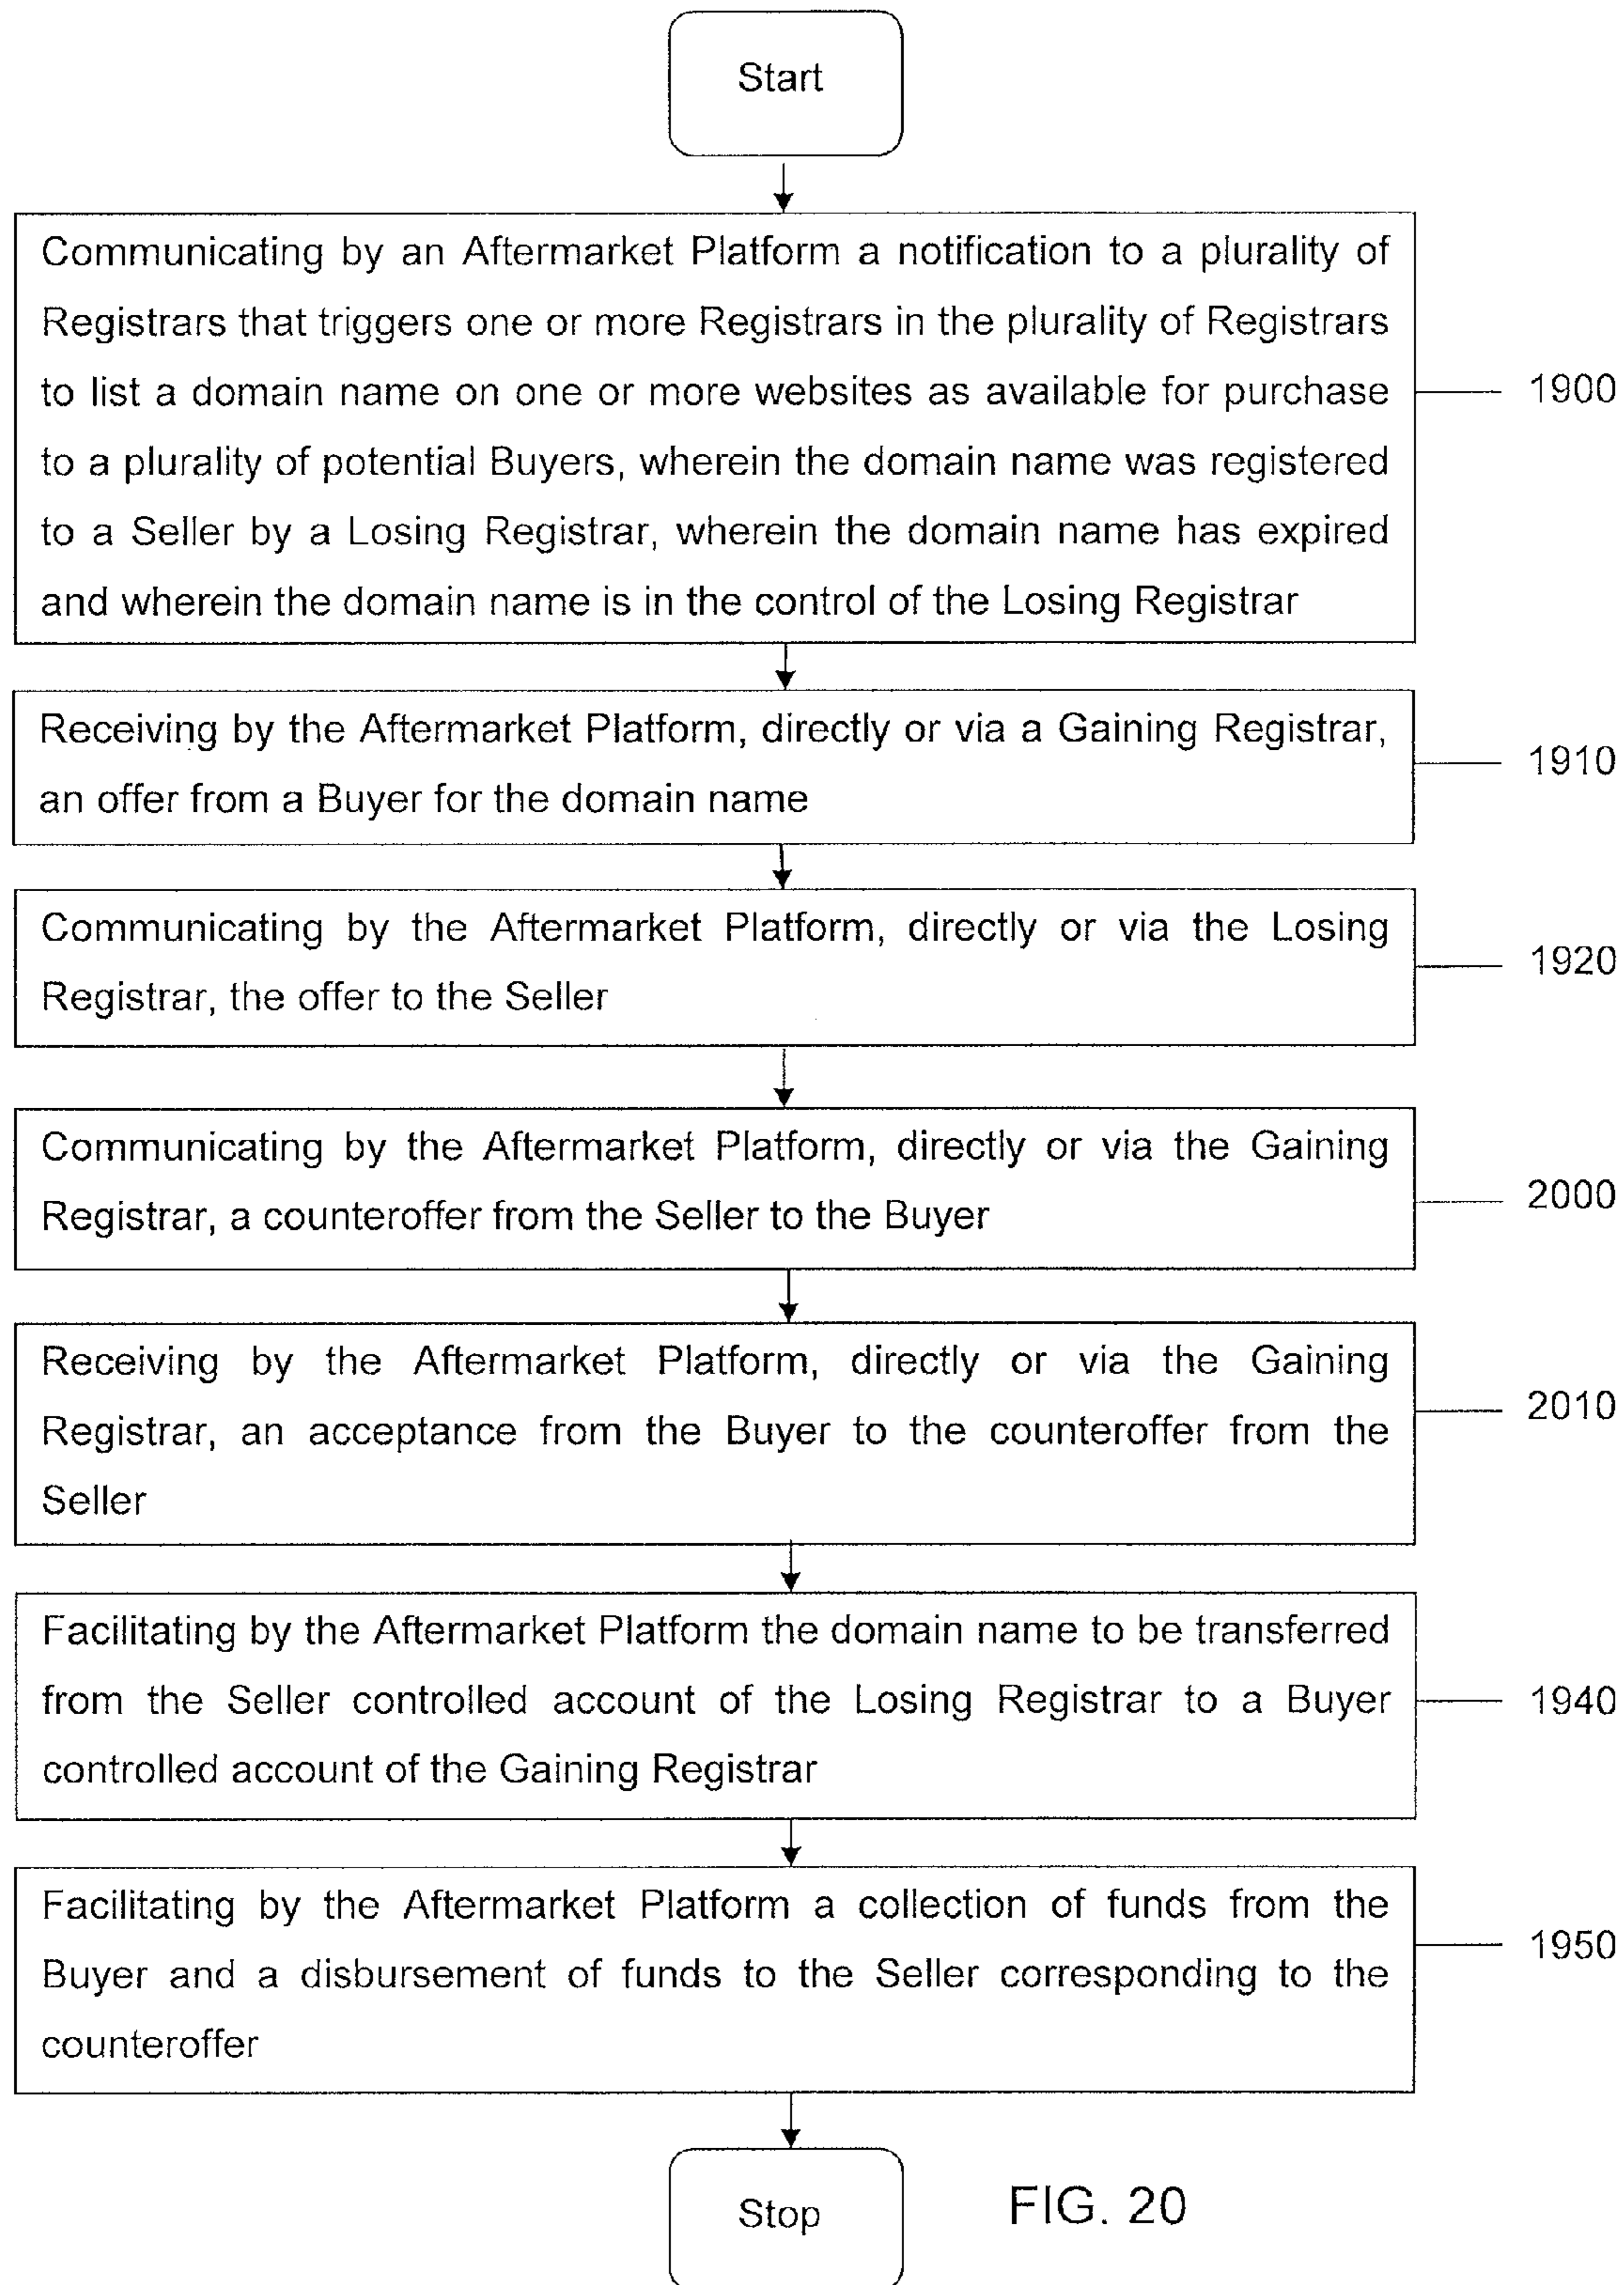 Start
Communicating by an Aftermarket Platform a notification to a plurality of
Registrars that triggers one or more Registrars in the plurality of Registrars
to list a domain name on one or more websites as available for purchase
to a plurality of potential Buyers, wherein the domain name was registered
to a Seller by a Losing Registrar, wherein the domain name has expired
and wherein the domain name is in the control of the Losing Registrar
1900
Receiving by the Aftermarket Platform, directly or via a Gaining Registrar,
an offer from a Buyer for the domain name
1910
Communicating by the Aftermarket Platform, directly or via the Losing
Registrar, the offer to the Seller
1920
Communicating by the Aftermarket Platform, directly or via the Gaining
Registrar, a counteroffer from the Seller to the Buyer
2000
Receiving by the Aftermarket Platform, directly or via the Gaining
Registrar, an acceptance from the Buyer to the counteroffer from the
Seller
2010
Facilitating by the Aftermarket Platform the domain name to be transferred
from the Seller controlled account of the Losing Registrar to a Buyer
controlled account of the Gaining Registrar
1940
Facilitating by the Aftermarket Platform a collection of funds from the
Buyer and a disbursement of funds to the Seller corresponding to the
counteroffer
1950
Stop
FIG. 20